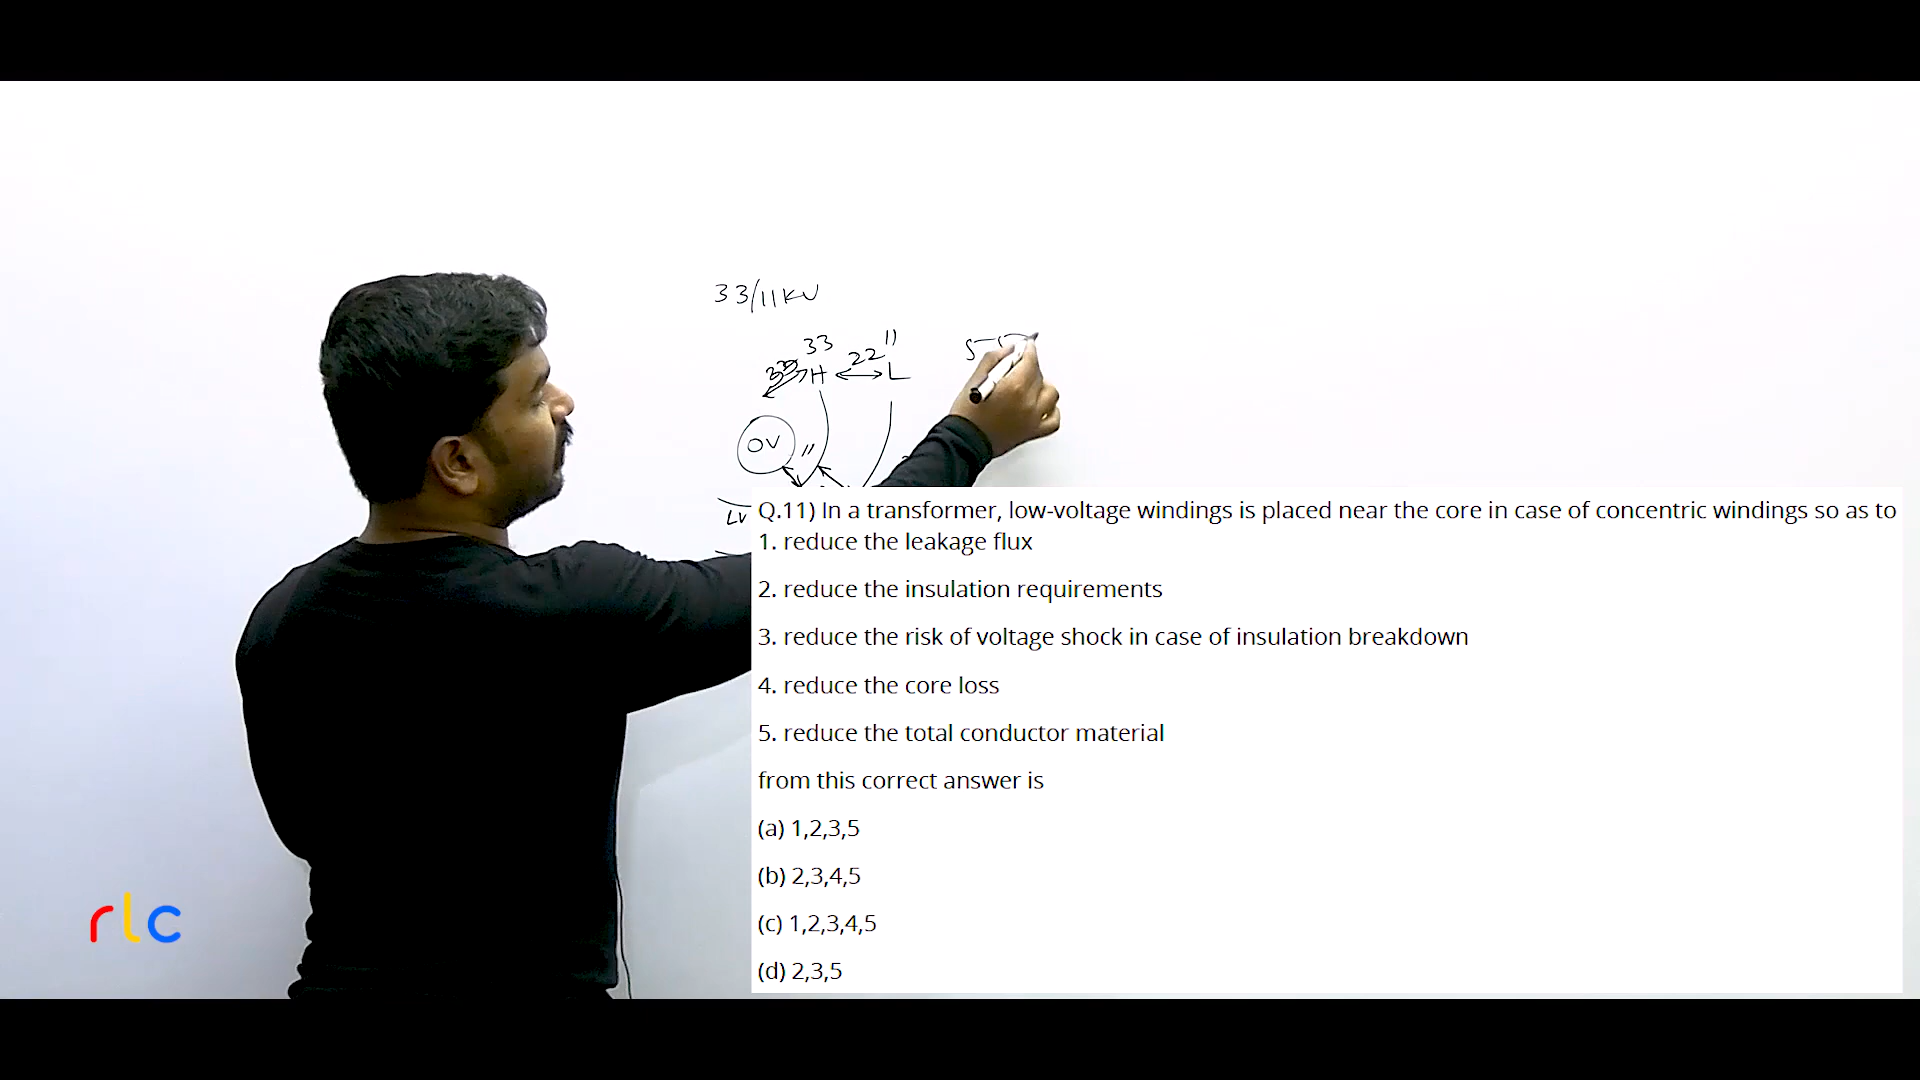 33/11KV
33 11
33 H 22 L
OV 11
LV
Q.11) In a transformer, low-voltage windings is placed near the core in case of concentric windings so as to
1. reduce the leakage flux
2. reduce the insulation requirements
3. reduce the risk of voltage shock in case of insulation breakdown
4. reduce the core loss
5. reduce the total conductor material
from this correct answer is
(a) 1,2,3,5
(b) 2,3,4,5
(c) 1,2,3,4,5
(d) 2,3,5
rlc